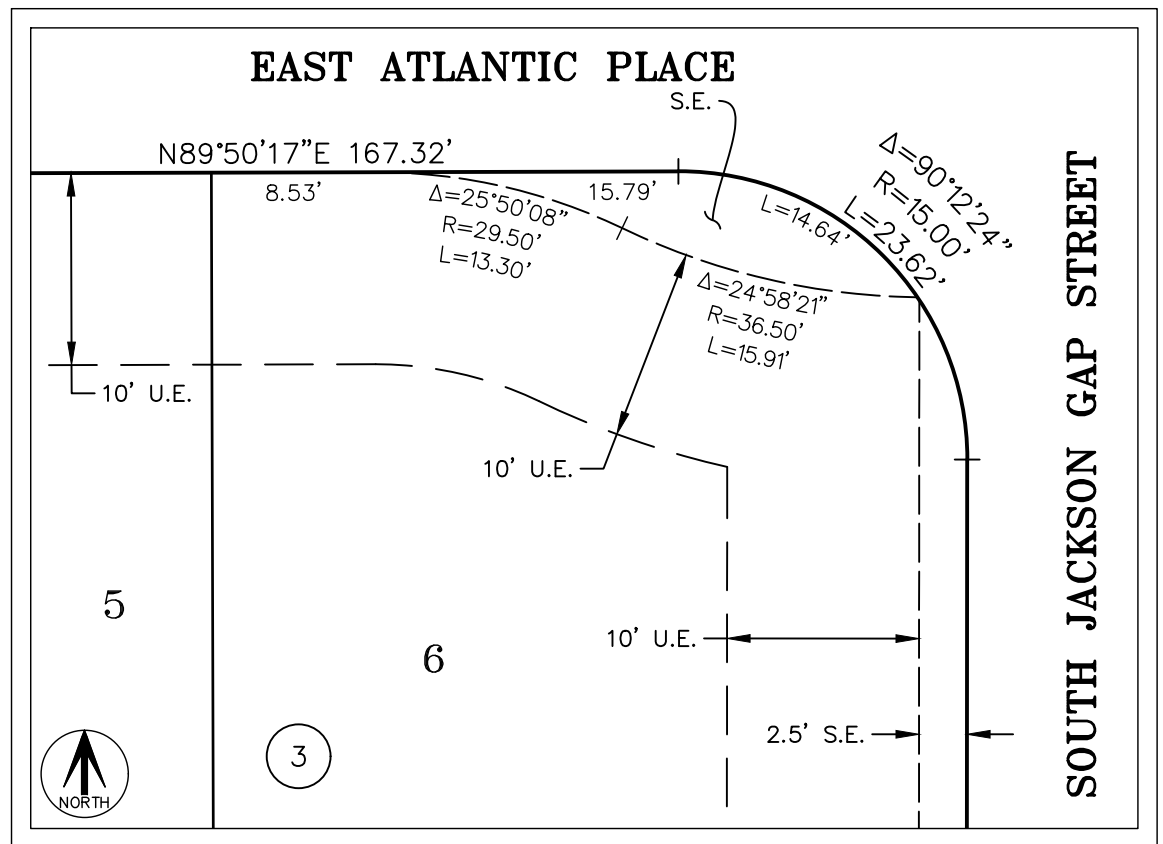 EAST ATLANTIC PLACE
S.E.
N89°50'17"E 167.32'
8.53'
Δ=25°50'08"
R=29.50'
L=13.30'
15.79'
L=14.64'
Δ=90°12'24"
R=15.00'
L=23.62'
Δ=24°58'21"
R=36.50'
L=15.91'
10' U.E.
10' U.E.
SOUTH JACKSON GAP STREET
5
6
10' U.E.
2.5' S.E.
3
NORTH